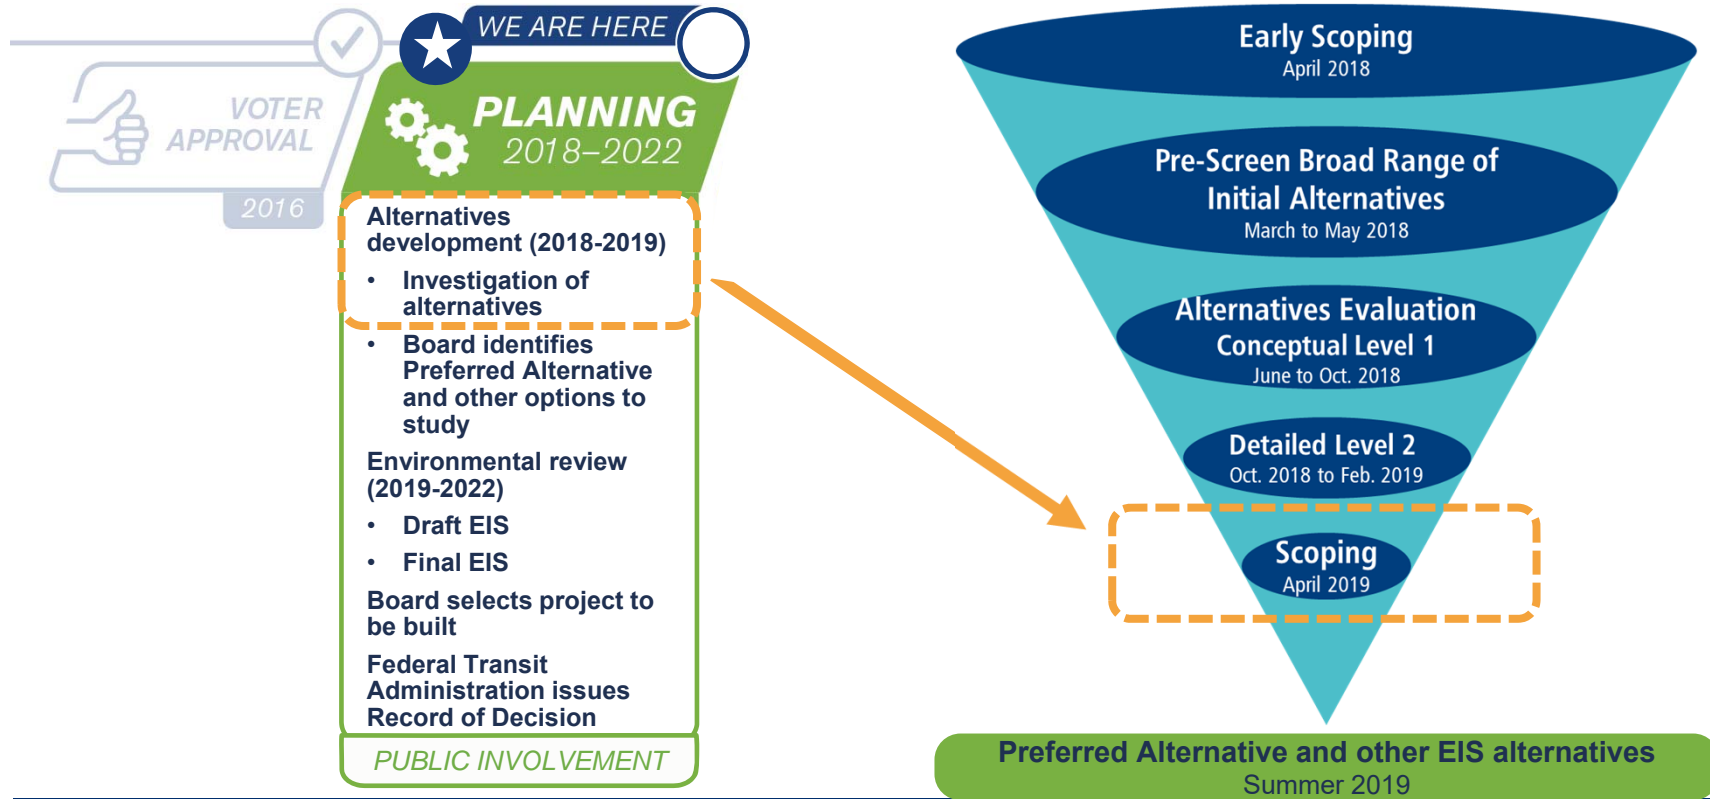 WE ARE HERE
VOTER
APPROVAL
2016
PLANNING
2018–2022
Alternatives
development (2018-2019)
• Investigation of
alternatives
• Board identifies
Preferred Alternative
and other options to
study
Environmental review
(2019-2022)
• Draft EIS
• Final EIS
Board selects project to
be built
Federal Transit
Administration issues
Record of Decision
PUBLIC INVOLVEMENT
Early Scoping
April 2018
Pre-Screen Broad Range of
Initial Alternatives
March to May 2018
Alternatives Evaluation
Conceptual Level 1
June to Oct. 2018
Detailed Level 2
Oct. 2018 to Feb. 2019
Scoping
April 2019
Preferred Alternative and other EIS alternatives
Summer 2019